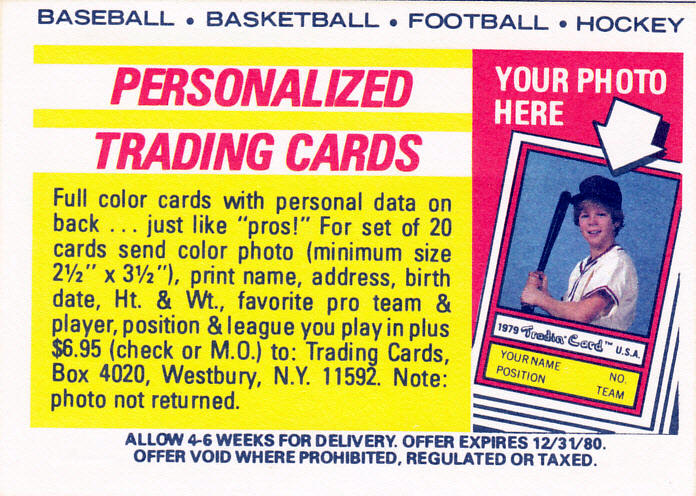 BASEBALL • BASKETBALL • FOOTBALL • HOCKEY
PERSONALIZED
TRADING CARDS
Full color cards with personal data on
back ... just like "pros!" For set of 20
cards send color photo (minimum size
2½" x 3½"), print name, address, birth
date, Ht. & Wt., favorite pro team &
player, position & league you play in plus
$6.95 (check or M.O.) to: Trading Cards,
Box 4020, Westbury, N.Y. 11592. Note:
photo not returned.
YOUR PHOTO
HERE
1979 Tradin' Card™ U.S.A.
YOUR NAME NO.
POSITION TEAM
ALLOW 4-6 WEEKS FOR DELIVERY. OFFER EXPIRES 12/31/80.
OFFER VOID WHERE PROHIBITED, REGULATED OR TAXED.